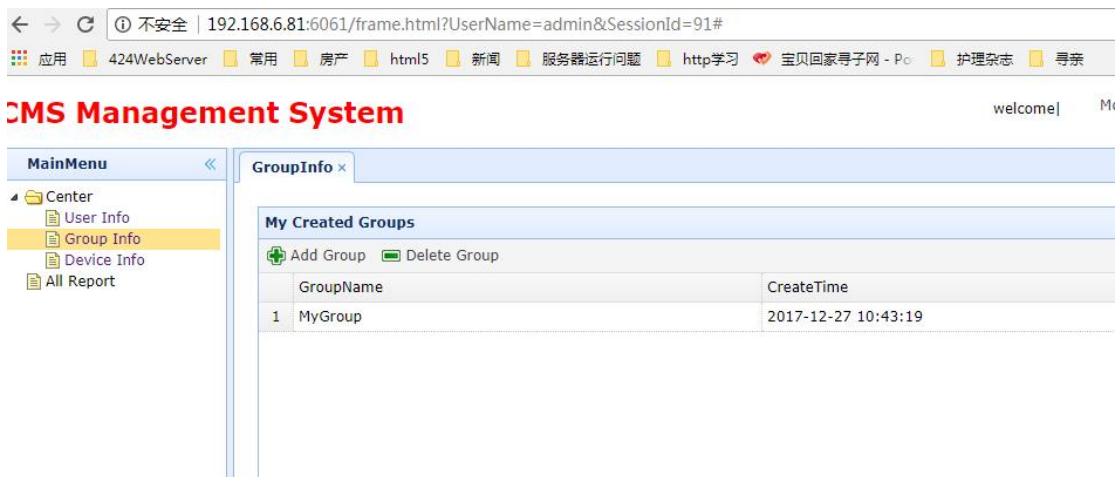 不安全 | 192.168.6.81:6061/frame.html?UserName=admin&SessionId=91#
应用 424WebServer 常用 房产 html5 新闻 服务器运行问题 http学习 宝贝回家寻子网 - Po 护理杂志 寻亲
CMS Management System
welcome|
MainMenu
GroupInfo ×
Center
User Info
Group Info
Device Info
All Report
My Created Groups
Add Group Delete Group
GroupName CreateTime
1 MyGroup 2017-12-27 10:43:19